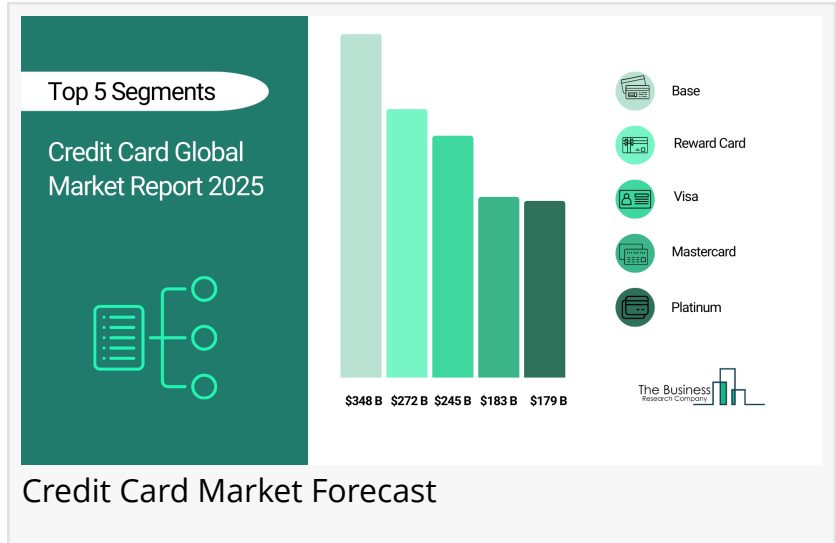 Top 5 Segments
Credit Card Global
Market Report 2025
$348 B $272 B $245 B $183 B $179 B
Base
Reward Card
Visa
Mastercard
Platinum
The Business
Research Company
Credit Card Market Forecast